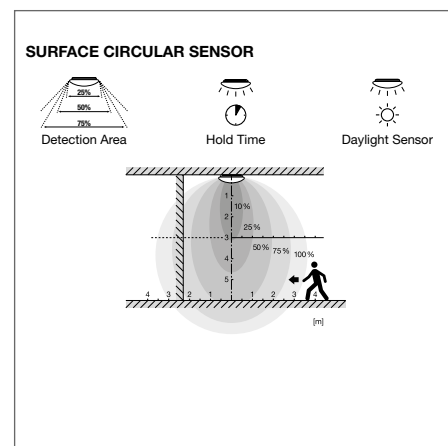 SURFACE CIRCULAR SENSOR
25%
50%
75%
Detection Area Hold Time Daylight Sensor
1
10%
2
25%
3
50% 75% 100%
4
5
4 3 2 1 1 2 3 4
[m]